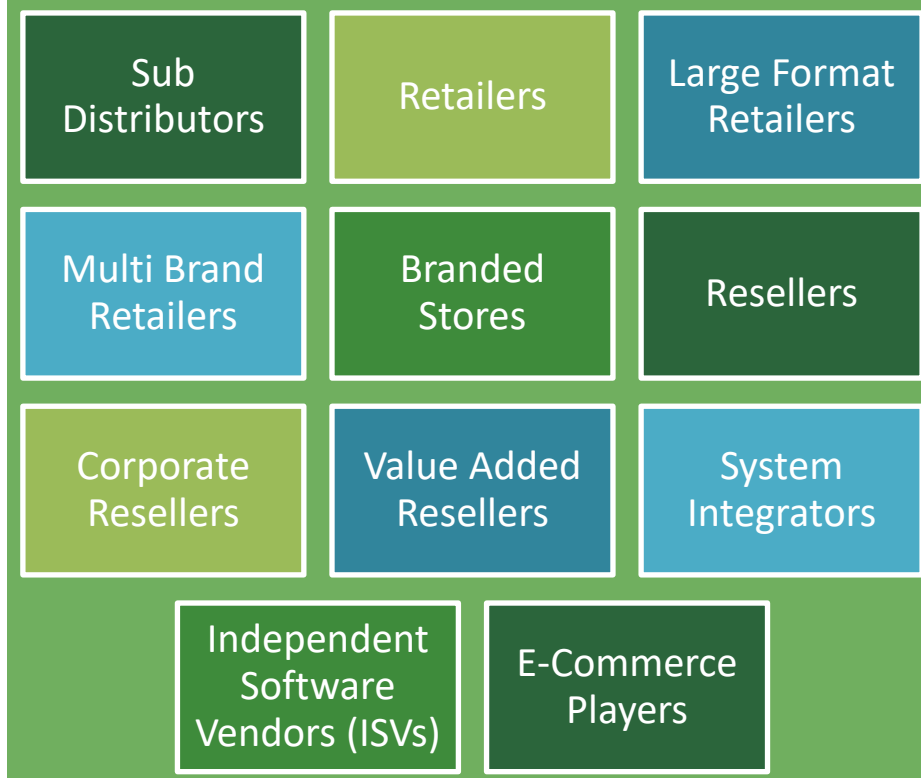 Sub
Distributors
Retailers
Large Format
Retailers
Multi Brand
Retailers
Branded
Stores
Resellers
Corporate
Resellers
Value Added
Resellers
System
Integrators
Independent
Software
Vendors (ISVs)
E-Commerce
Players